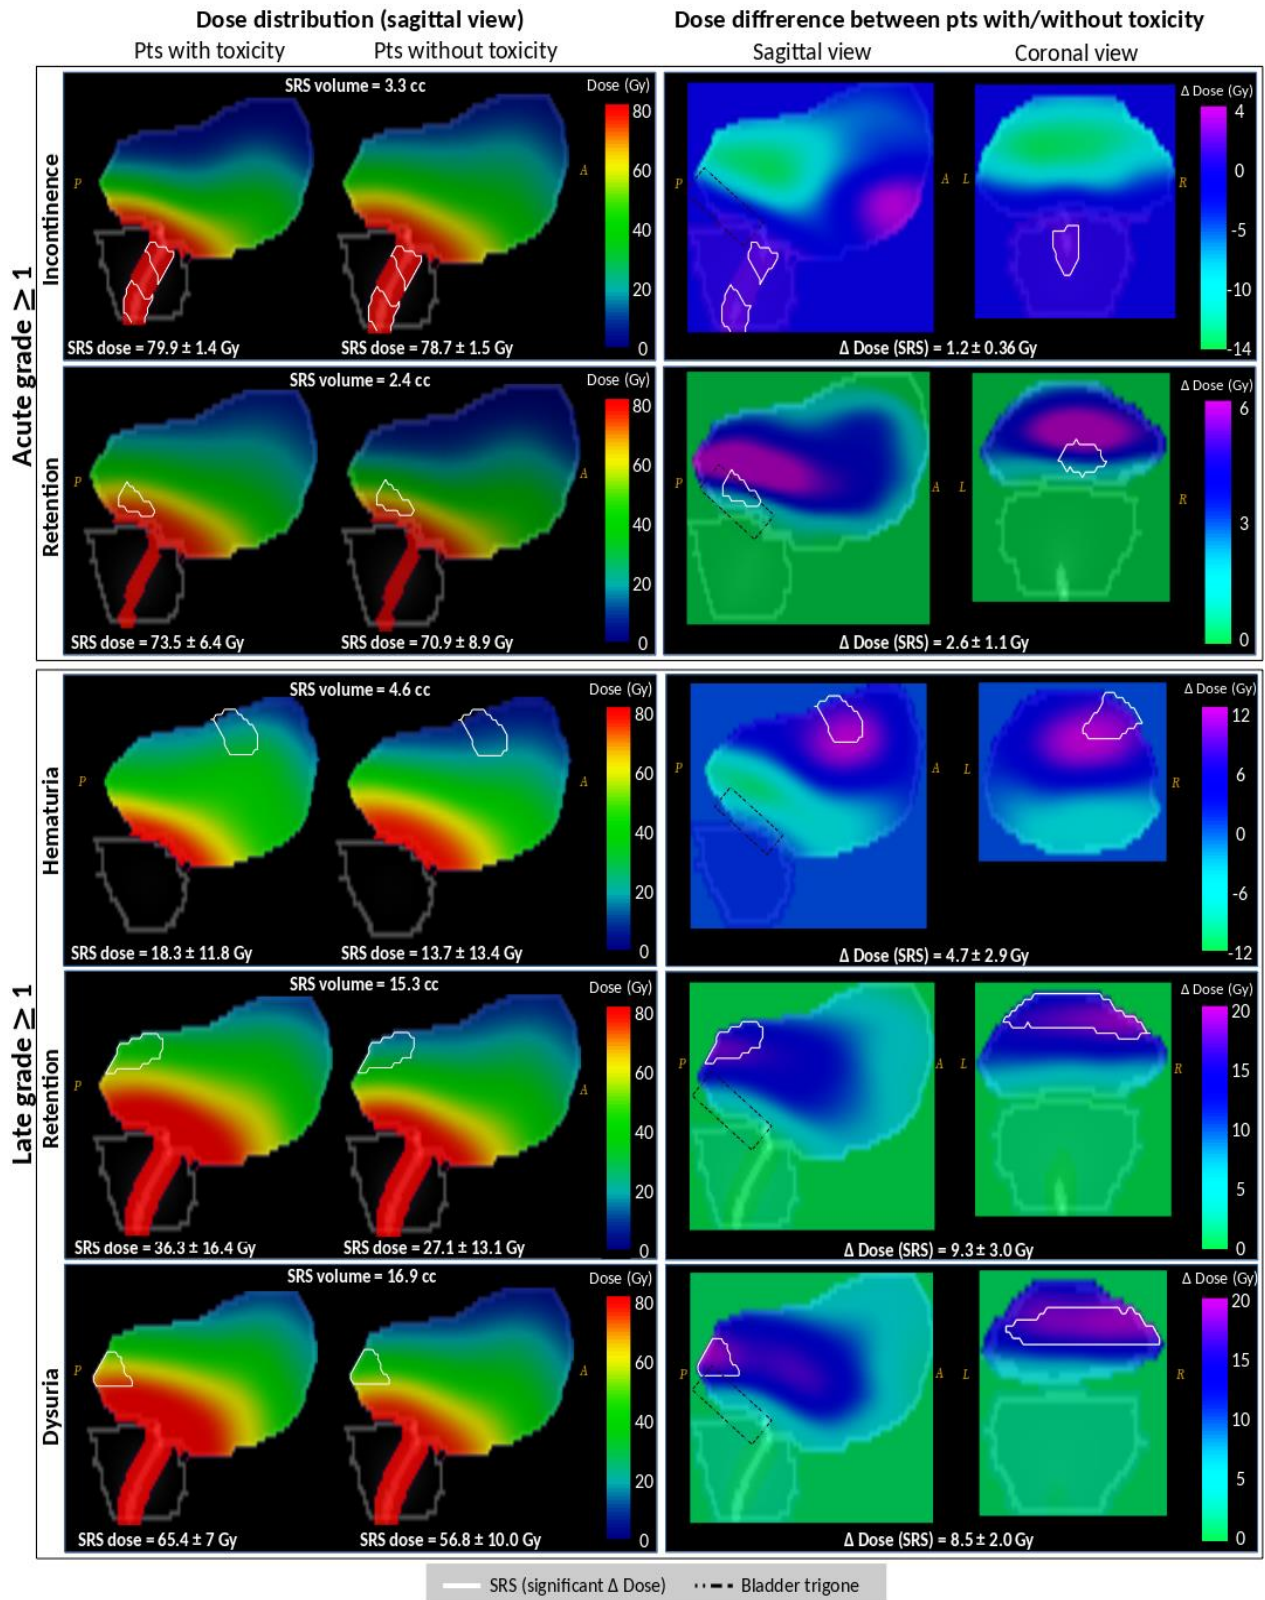 Dose distribution (sagittal view)
Dose difference between pts with/without toxicity
Pts with toxicity
Pts without toxicity
Sagittal view
Coronal view
Acute grade ≥ 1
Incontinence
SRS volume = 3.3 cc
Dose (Gy)
80
60
40
20
0
P
A
SRS dose = 79.9 ± 1.4 Gy
SRS dose = 78.7 ± 1.5 Gy
Δ Dose (Gy)
4
0
-5
-10
-14
P
A
L
R
Δ Dose (SRS) = 1.2 ± 0.36 Gy
Retention
SRS volume = 2.4 cc
Dose (Gy)
80
60
40
20
0
P
A
SRS dose = 73.5 ± 6.4 Gy
SRS dose = 70.9 ± 8.9 Gy
Δ Dose (Gy)
6
3
0
P
A
L
R
Δ Dose (SRS) = 2.6 ± 1.1 Gy
Late grade ≥ 1
Hematuria
SRS volume = 4.6 cc
Dose (Gy)
80
60
40
20
0
P
A
SRS dose = 18.3 ± 11.8 Gy
SRS dose = 13.7 ± 13.4 Gy
Δ Dose (Gy)
12
6
0
-6
-12
P
A
L
R
Δ Dose (SRS) = 4.7 ± 2.9 Gy
Retention
SRS volume = 15.3 cc
Dose (Gy)
80
60
40
20
0
P
A
SRS dose = 36.3 ± 16.4 Gy
SRS dose = 27.1 ± 13.1 Gy
Δ Dose (Gy)
20
15
10
5
0
P
A
L
R
Δ Dose (SRS) = 9.3 ± 3.0 Gy
Dysuria
SRS volume = 16.9 cc
Dose (Gy)
80
60
40
20
0
P
A
SRS dose = 65.4 ± 7 Gy
SRS dose = 56.8 ± 10.0 Gy
Δ Dose (Gy)
20
15
10
5
0
P
A
L
R
Δ Dose (SRS) = 8.5 ± 2.0 Gy
SRS (significant Δ Dose)
Bladder trigone